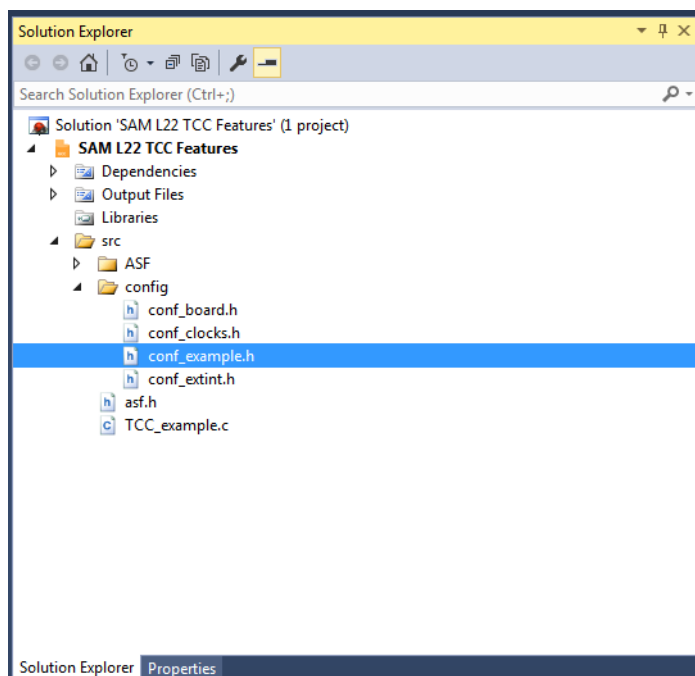 Solution Explorer
Search Solution Explorer (Ctrl+;)
Solution 'SAM L22 TCC Features' (1 project)
SAM L22 TCC Features
Dependencies
Output Files
Libraries
src
ASF
config
h conf_board.h
h conf_clocks.h
h conf_example.h
h conf_extint.h
h asf.h
c TCC_example.c
Solution Explorer Properties